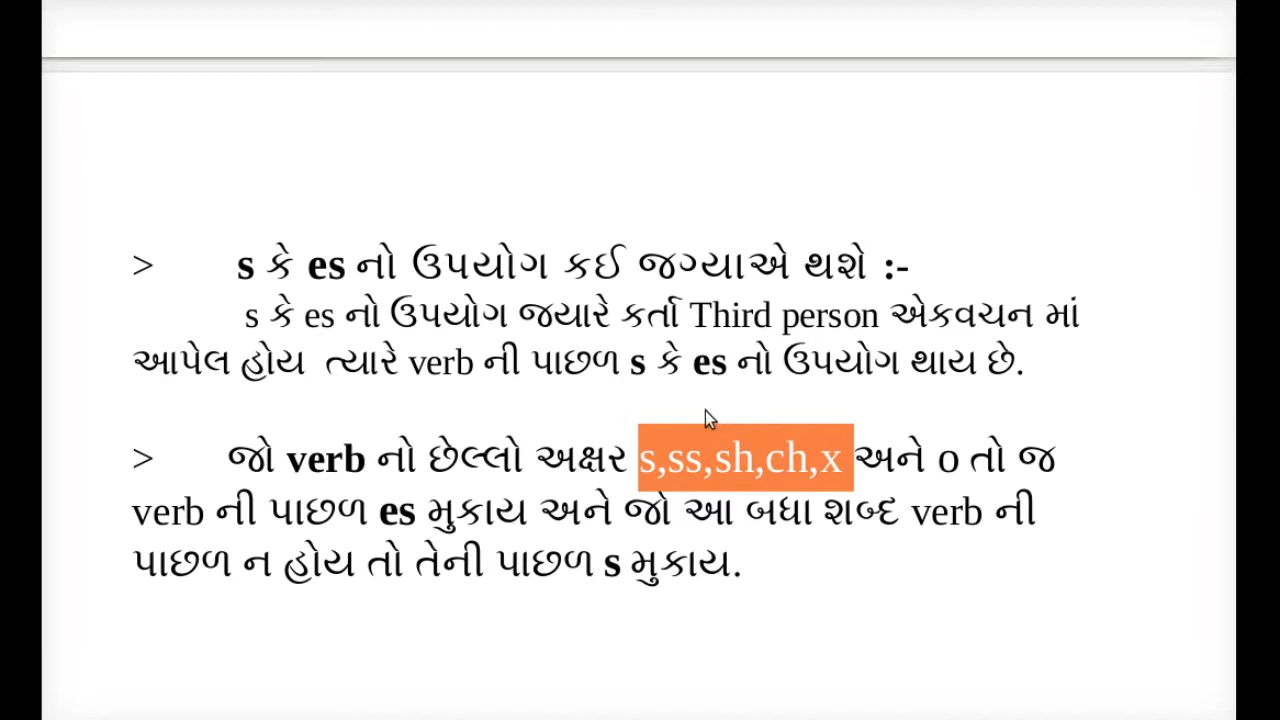 > s કે es નો ઉપયોગ કઈ જગ્યાએ થશે :-
s કે es નો ઉપયોગ જયારે કર્તા Third person એકવચન માં
આપેલ હોય ત્યારે verb ની પાછળ s કે es નો ઉપયોગ થાય છે.
> જો verb નો છેલ્લો અક્ષર s,ss,sh,ch,x અને o તો જ
verb ની પાછળ es મુકાય અને જો આ બધા શબ્દ verb ની
પાછળ ન હોય તો તેની પાછળ s મુકાય.